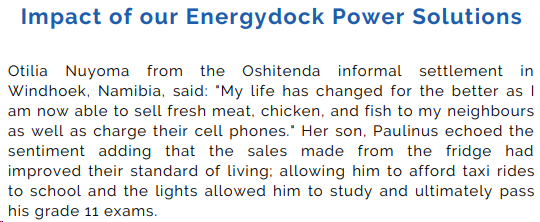 Impact of our Energydock Power Solutions
Otilia Nuyoma from the Oshitenda informal settlement in
Windhoek, Namibia, said: "My life has changed for the better as I
am now able to sell fresh meat, chicken, and fish to my neighbours
as well as charge their cell phones." Her son, Paulinus echoed the
sentiment adding that the sales made from the fridge had
improved their standard of living; allowing him to afford taxi rides
to school and the lights allowed him to study and ultimately pass
his grade 11 exams.